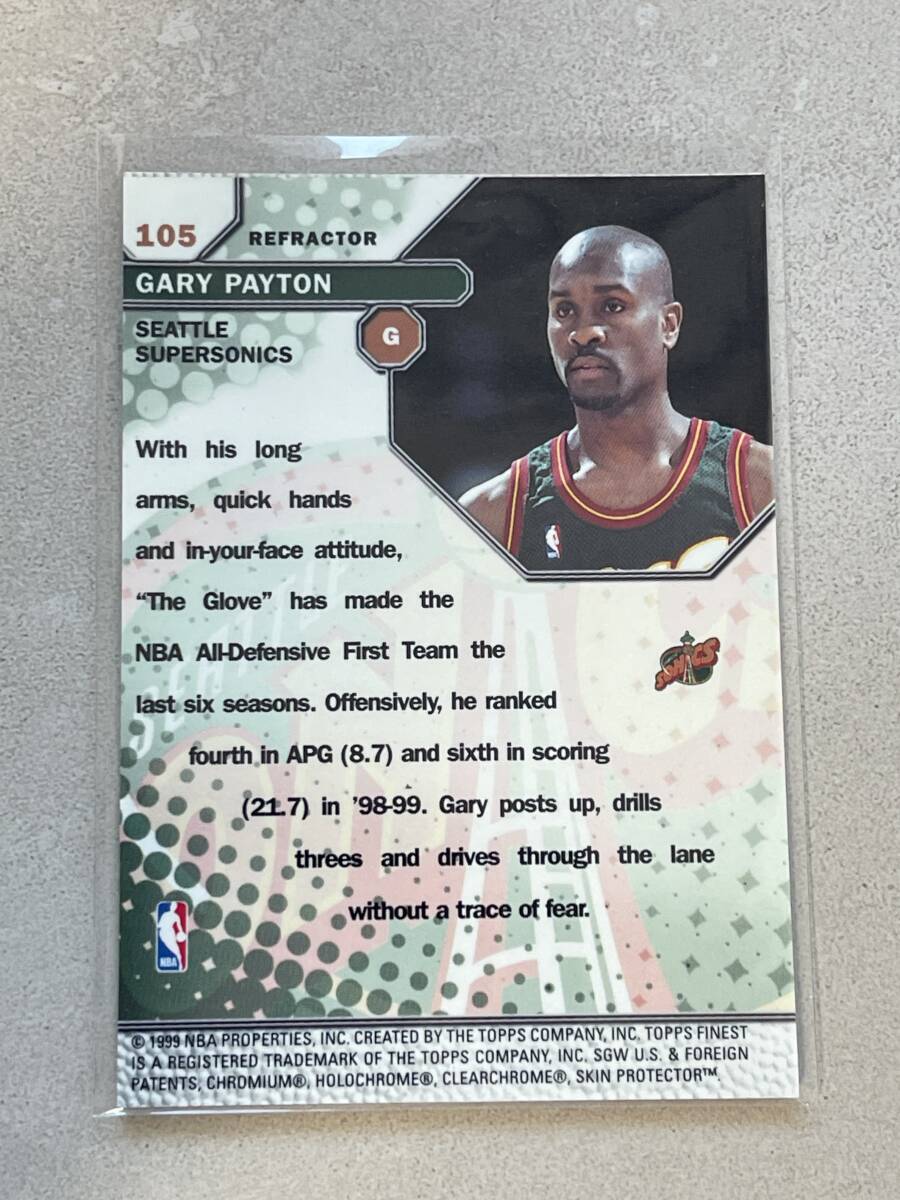 105
REFRACTOR
GARY PAYTON
SEATTLE
SUPERSONICS
G
With his long
arms, quick hands
and in-your-face attitude,
“The Glove” has made the
NBA All-Defensive First Team the
last six seasons. Offensively, he ranked
fourth in APG (8.7) and sixth in scoring
(21.7) in ’98-99. Gary posts up, drills
threes and drives through the lane
without a trace of fear.
SONICS
SEATTLE
NBA
© 1999 NBA PROPERTIES, INC. CREATED BY THE TOPPS COMPANY, INC. TOPPS FINEST
IS A REGISTERED TRADEMARK OF THE TOPPS COMPANY, INC. SGW U.S. & FOREIGN
PATENTS, CHROMIUM®, HOLOCHROME®, CLEARCHROME®, SKIN PROTECTOR™.